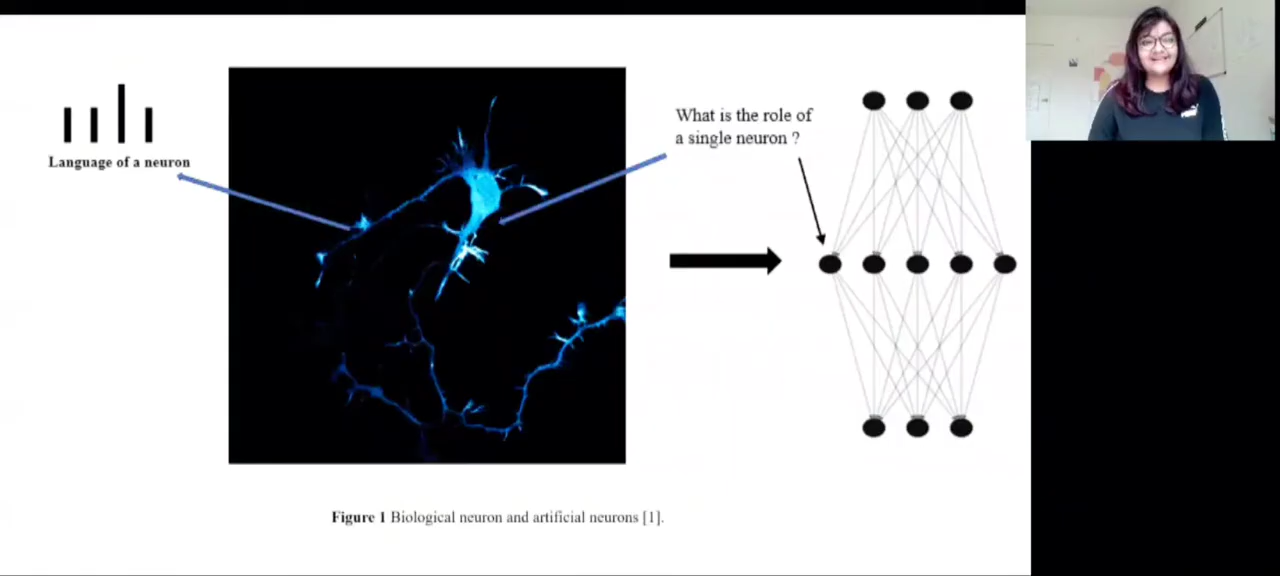 Language of a neuron
What is the role of
a single neuron ?
Figure 1 Biological neuron and artificial neurons [1].